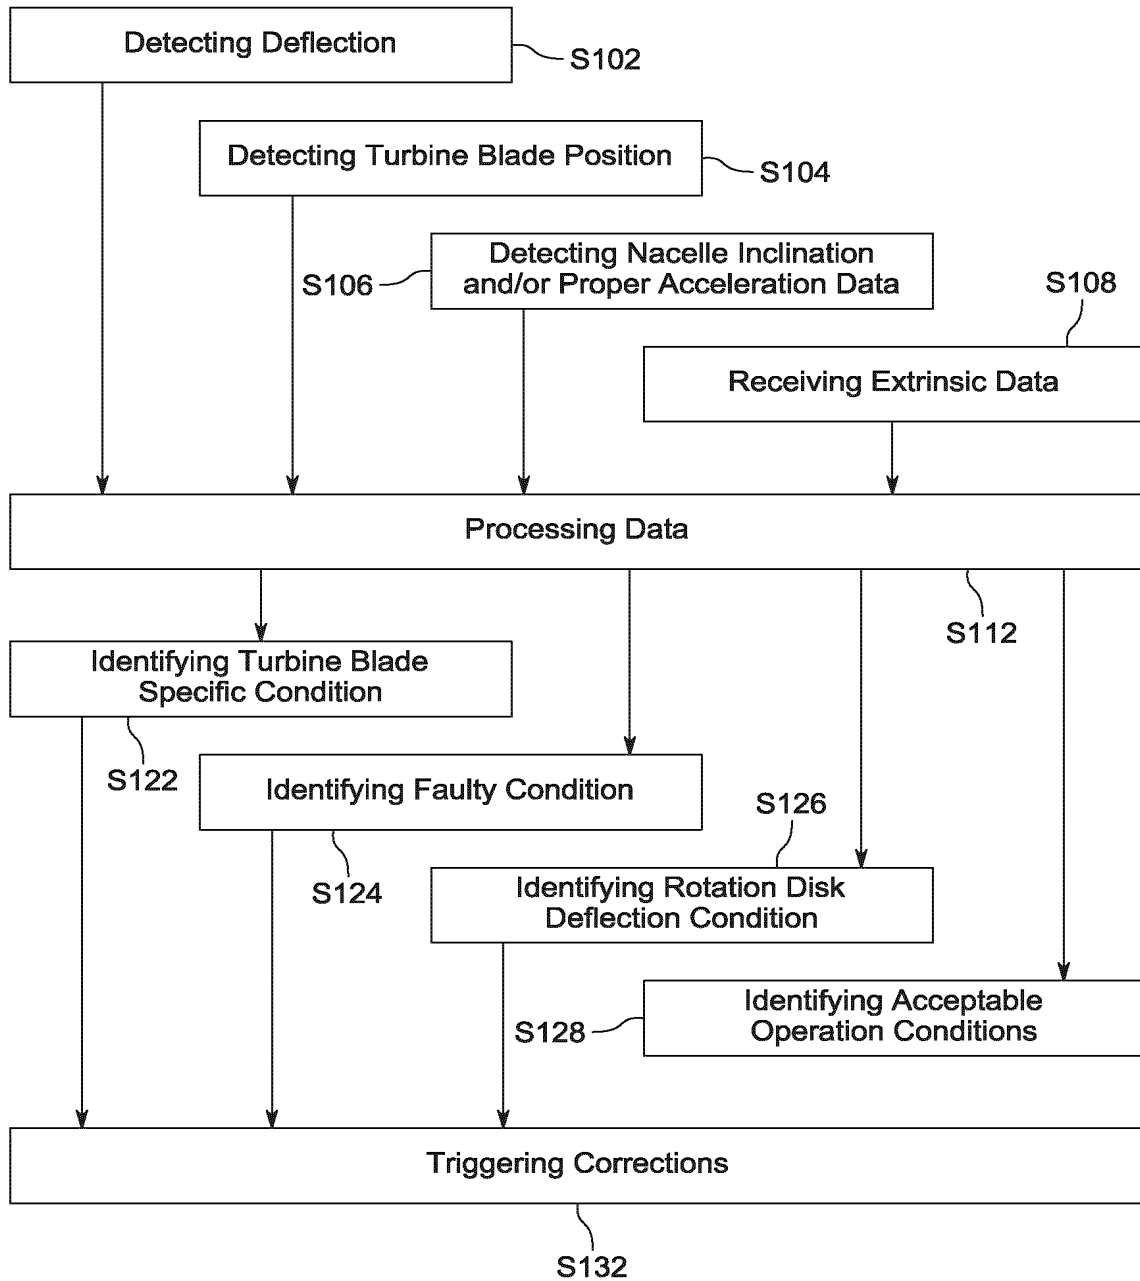 Detecting Deflection
S102
Detecting Turbine Blade Position
S104
Detecting Nacelle Inclination
and/or Proper Acceleration Data
S106
S108
Receiving Extrinsic Data
Processing Data
S112
Identifying Turbine Blade
Specific Condition
S122
Identifying Faulty Condition
S124
S126
Identifying Rotation Disk
Deflection Condition
Identifying Acceptable
Operation Conditions
S128
Triggering Corrections
S132